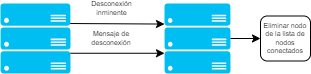 Desconexión
inminente
Mensaje de
desconexión
Eliminar nodo
de la lista de
nodos
conectados